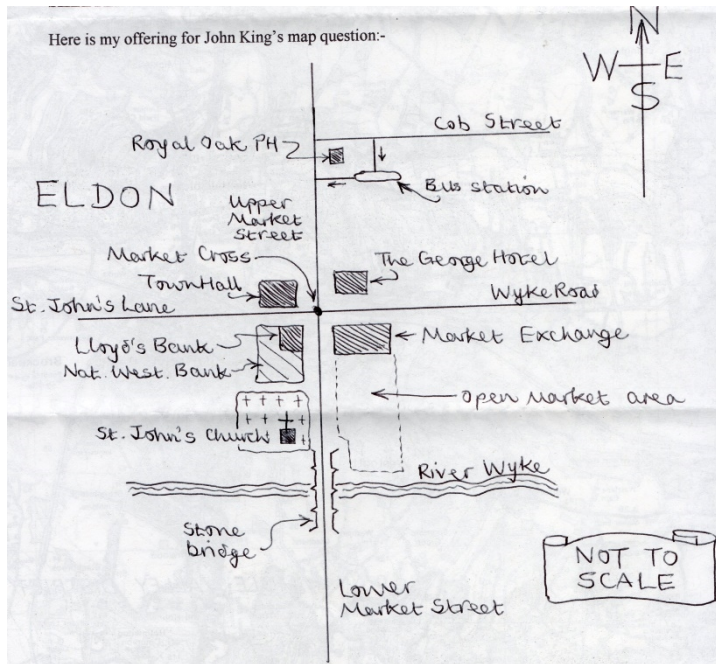 Here is my offering for John King's map question:-
N
W E
S
Cob Street
Royal Oak PH
Bus station
ELDON
Upper
Market
Street
Market Cross
The George Hotel
Town Hall
St. John's Lane
Wyke Road
Lloyd's Bank
Market Exchange
Nat. West. Bank
Open Market area
St. John's Church
River Wyke
Stone
bridge
NOT TO
SCALE
Lower
Market Street